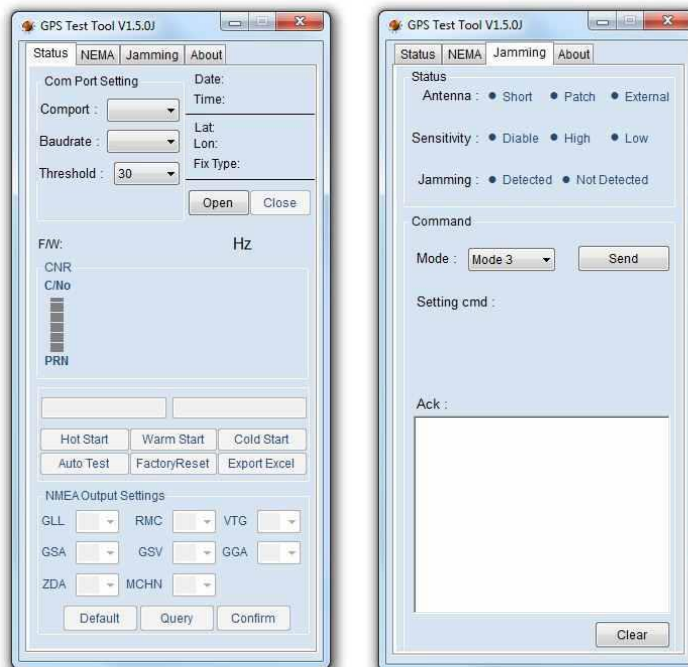 GPS Test Tool V1.5.0J
Status NEMA Jamming About
Com Port Setting
Comport :
Baudrate :
Threshold : 30
Date:
Time:
Lat:
Lon:
Fix Type:
Open Close
F/W:
Hz
CNR
C/No
PRN
Hot Start Warm Start Cold Start
Auto Test FactoryReset Export Excel
NMEA Output Settings
GLL RMC VTG
GSA GSV GGA
ZDA MCHN
Default Query Confirm
GPS Test Tool V1.5.0J
Status NEMA Jamming About
Status
Antenna : Short Patch External
Sensitivity : Diable High Low
Jamming : Detected Not Detected
Command
Mode : Mode 3 Send
Setting cmd :
Ack :
Clear